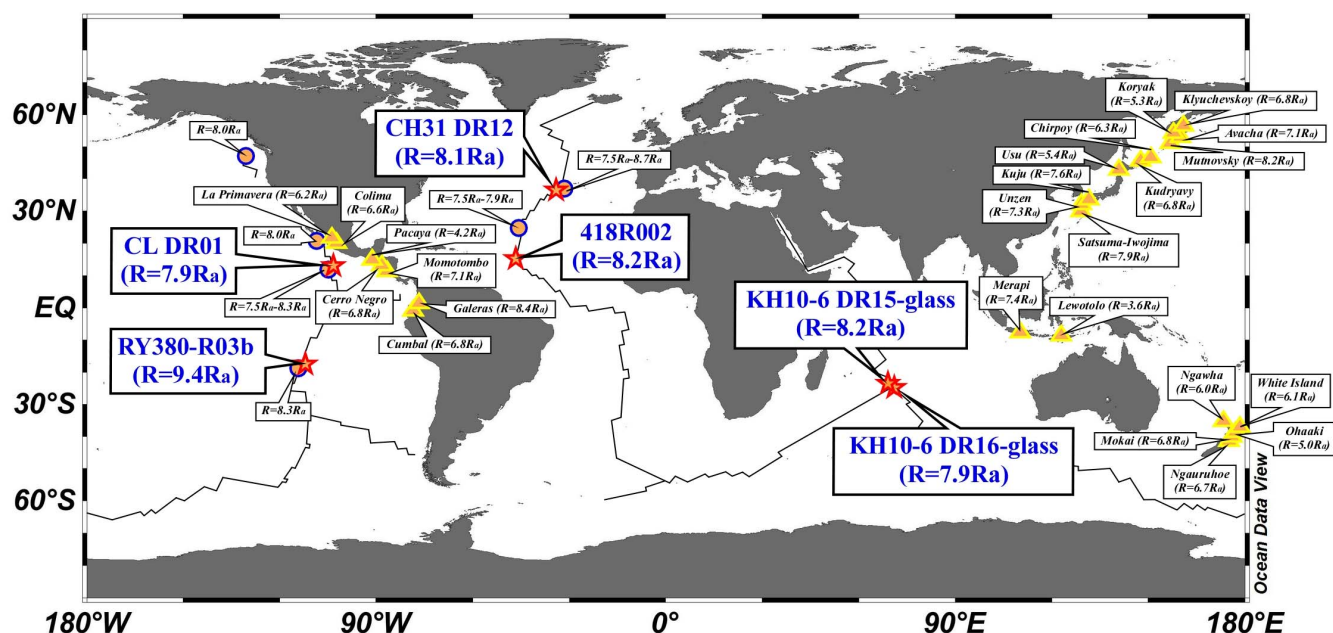 60°N
30°N
EQ
30°S
60°S
180°W
90°W
0°
90°E
180°E
Ocean Data View
R=8.0Ra
La Primavera (R=6.2Ra)
Colima
(R=6.6Ra)
R=8.0Ra
CL DR01
(R=7.9Ra)
Pacaya (R=4.2Ra)
Momotombo
(R=7.1Ra)
R=7.5Ra-8.3Ra
Cerro Negro
(R=6.8Ra)
Galeras (R=8.4Ra)
Cumbal (R=6.8Ra)
RY380-R03b
(R=9.4Ra)
R=8.3Ra
CH31 DR12
(R=8.1Ra)
R=7.5Ra-8.7Ra
R=7.5Ra-7.9Ra
418R002
(R=8.2Ra)
KH10-6 DR15-glass
(R=8.2Ra)
KH10-6 DR16-glass
(R=7.9Ra)
Koryak
(R=5.3Ra)
Klyuchevskoy (R=6.8Ra)
Chirpoy (R=6.3Ra)
Avacha (R=7.1Ra)
Usu (R=5.4Ra)
Mutnovsky (R=8.2Ra)
Kuju (R=7.6Ra)
Kudryavy
(R=6.8Ra)
Unzen
(R=7.3Ra)
Satsuma-Iwojima
(R=7.9Ra)
Merapi
(R=7.4Ra)
Lewotolo (R=3.6Ra)
Ngawha
(R=6.0Ra)
White Island
(R=6.1Ra)
Mokai (R=6.8Ra)
Ohaaki
(R=5.0Ra)
Ngauruhoe
(R=6.7Ra)